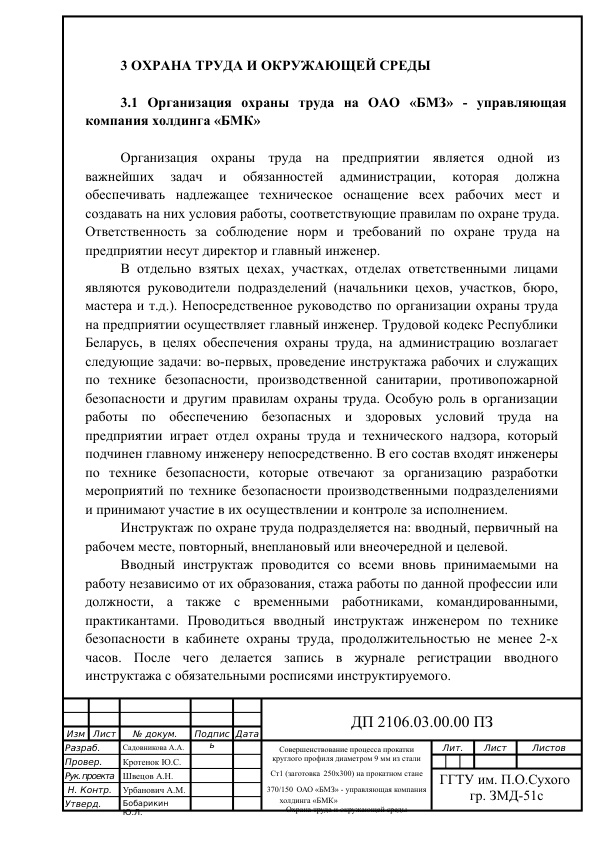 3 ОХРАНА ТРУДА И ОКРУЖАЮЩЕЙ СРЕДЫ
3.1 Организация охраны труда на ОАО «БМЗ» - управляющая
компания холдинга «БМК»
Организация охраны труда на предприятии является одной из
важнейших задач и обязанностей администрации, которая должна
обеспечивать надлежащее техническое оснащение всех рабочих мест и
создавать на них условия работы, соответствующие правилам по охране труда.
Ответственность за соблюдение норм и требований по охране труда на
предприятии несут директор и главный инженер.
В отдельно взятых цехах, участках, отделах ответственными лицами
являются руководители подразделений (начальники цехов, участков, бюро,
мастера и т.д.). Непосредственное руководство по организации охраны труда
на предприятии осуществляет главный инженер. Трудовой кодекс Республики
Беларусь, в целях обеспечения охраны труда, на администрацию возлагает
следующие задачи: во-первых, проведение инструктажа рабочих и служащих
по технике безопасности, производственной санитарии, противопожарной
безопасности и другим правилам охраны труда. Особую роль в организации
работы по обеспечению безопасных и здоровых условий труда на
предприятии играет отдел охраны труда и технического надзора, который
подчинен главному инженеру непосредственно. В его состав входят инженеры
по технике безопасности, которые отвечают за организацию разработки
мероприятий по технике безопасности производственными подразделениями
и принимают участие в их осуществлении и контроле за исполнением.
Инструктаж по охране труда подразделяется на: вводный, первичный на
рабочем месте, повторный, внеплановый или внеочередной и целевой.
Вводный инструктаж проводится со всеми вновь принимаемыми на
работу независимо от их образования, стажа работы по данной профессии или
должности, а также с временными работниками, командированными,
практикантами. Проводиться вводный инструктаж инженером по технике
безопасности в кабинете охраны труда, продолжительностью не менее 2-х
часов. После чего делается запись в журнале регистрации вводного
инструктажа с обязательными росписями инструктируемого.
ДП 2106.03.00.00 ПЗ
Изм Лист № докум. Подпис Дата
ь
Разраб. Садовникова А.А.
Провер. Кротенок Ю.С.
Рук.проекта Швецов А.Н.
Н. Контр. Урбанович А.М.
Утверд. Бобарикин
Ю.Л.
Совершенствование процесса прокатки
круглого профиля диаметром 9 мм из стали
Ст1 (заготовка 250х300) на прокатном стане
370/150 ОАО «БМЗ» - управляющая компания
холдинга «БМК»
Охрана труда и окружающей среды
Лит. Лист Листов
ГГТУ им. П.О.Сухого
гр. ЗМД-51с